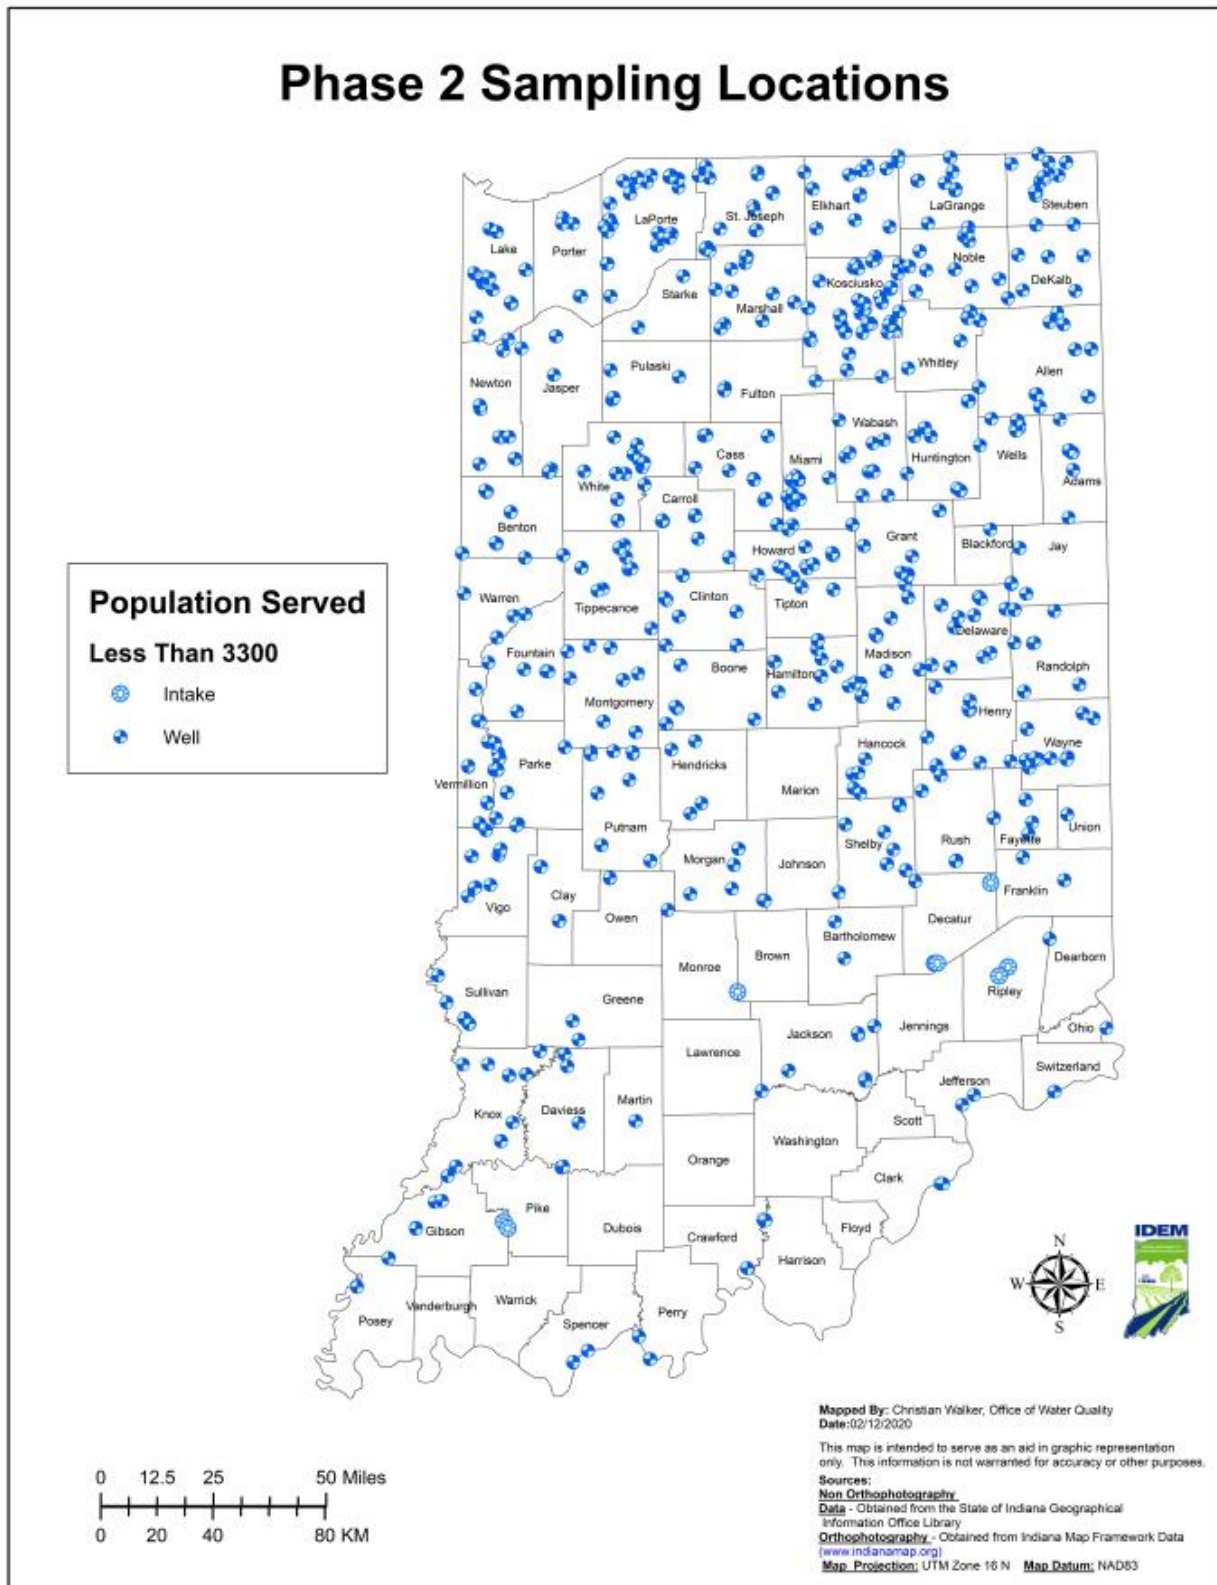 Phase 2 Sampling Locations
Steuben
LaGrange
Elkhart
St. Joseph
LaPorte
Lake
Porter
Noble
DeKalb
Kosciusko
Starke
Marshall
Whitley
Allen
Pulaski
Fulton
Newton
Jasper
Wabash
Huntington
Wells
Adams
Cass
Miami
White
Carroll
Benton
Grant
Blackford
Jay
Howard
Warren
Tippecanoe
Clinton
Tipton
Delaware
Randolph
Fountain
Boone
Hamilton
Madison
Montgomery
Henry
Wayne
Hancock
Parke
Hendricks
Marion
Vermillion
Putnam
Morgan
Johnson
Shelby
Rush
Fayette
Union
Franklin
Vigo
Clay
Owen
Decatur
Bartholomew
Brown
Monroe
Dearborn
Ripley
Sullivan
Greene
Jackson
Jennings
Ohio
Lawrence
Switzerland
Jefferson
Knox
Daviess
Martin
Scott
Washington
Orange
Clark
Pike
Gibson
Dubois
Floyd
Crawford
Harrison
Posey
Vanderburgh
Warrick
Spencer
Perry
Population Served
Less Than 3300
Intake
Well
IDEM
N
W E
S
0 12.5 25 50 Miles
0 20 40 80 KM
Mapped By: Christian Walker, Office of Water Quality
Date:02/12/2020
This map is intended to serve as an aid in graphic representation
only. This information is not warranted for accuracy or other purposes.
Sources:
Non Orthophotography
Data - Obtained from the State of Indiana Geographical
Information Office Library
Orthophotography - Obtained from Indiana Map Framework Data
(www.indianamap.org)
Map Projection: UTM Zone 16 N Map Datum: NAD83